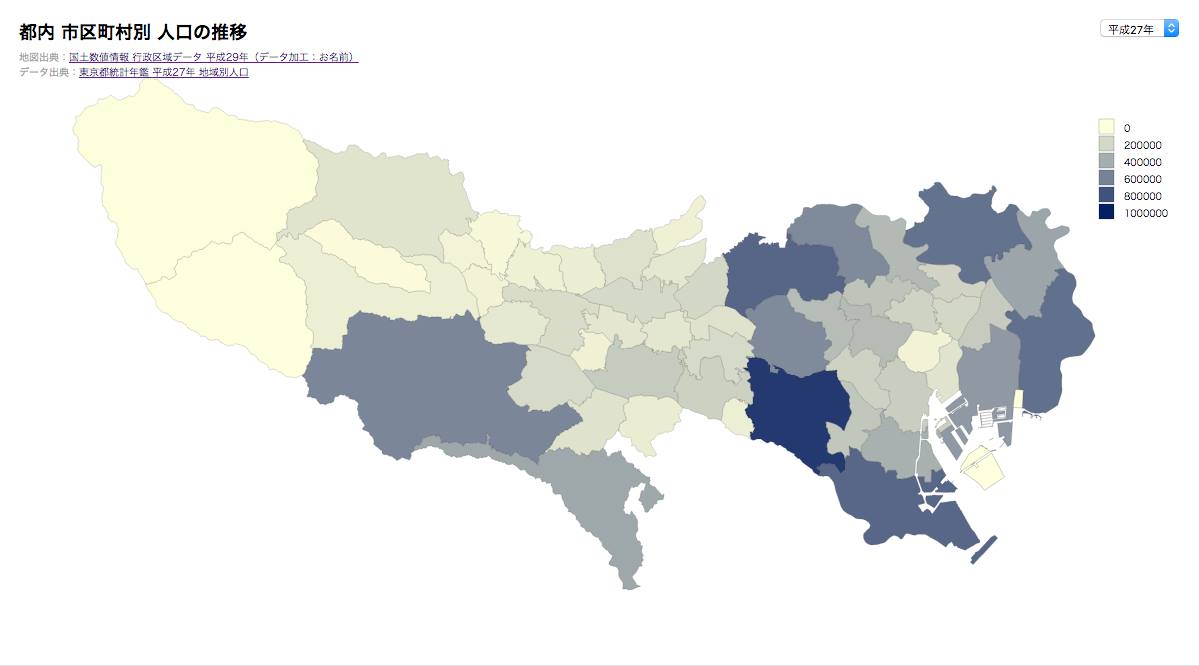 都内 市区町村別 人口の推移
平成27年
地図出典：国土数値情報 行政区域データ 平成29年（データ加工：お名前）
データ出典：東京都統計年鑑 平成27年 地域別人口
0
200000
400000
600000
800000
1000000